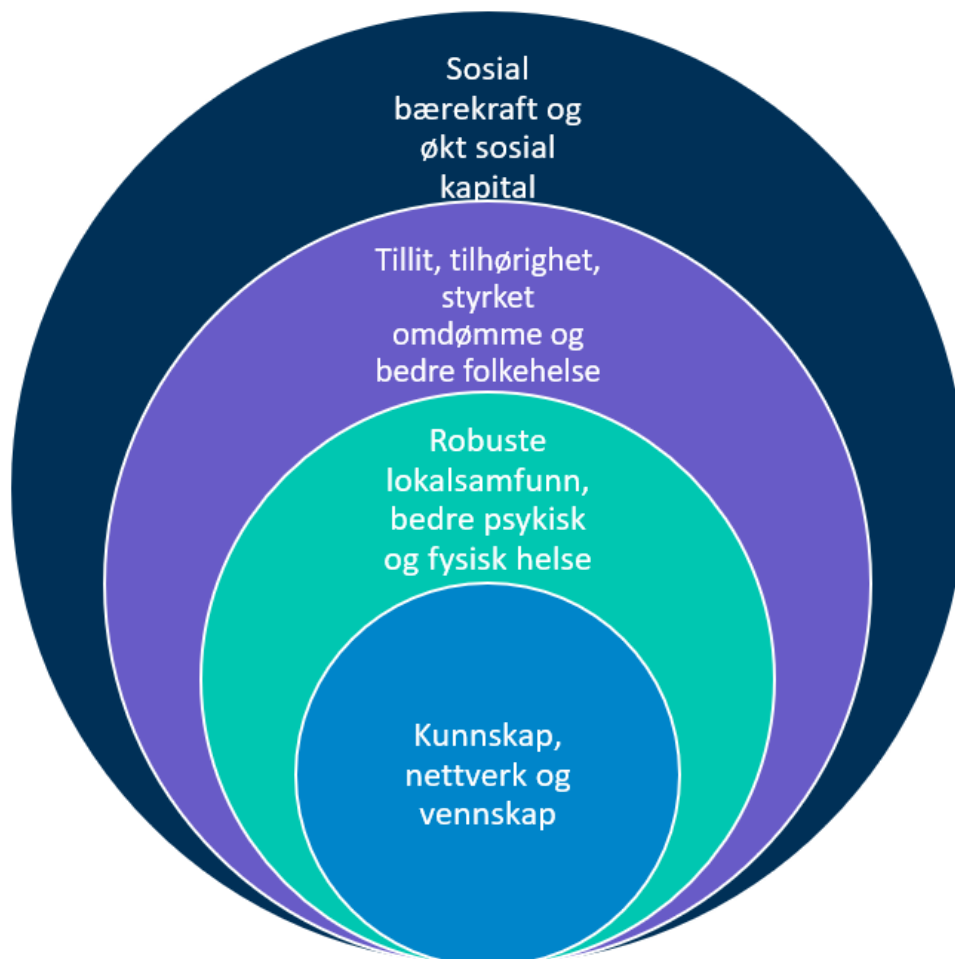 Sosial
bærekraft og
økt sosial
kapital
Tillit, tilhørighet,
styrket
omdømme og
bedre folkehelse
Robuste
lokalsamfunn,
bedre psykisk
og fysisk helse
Kunnskap,
nettverk og
vennskap